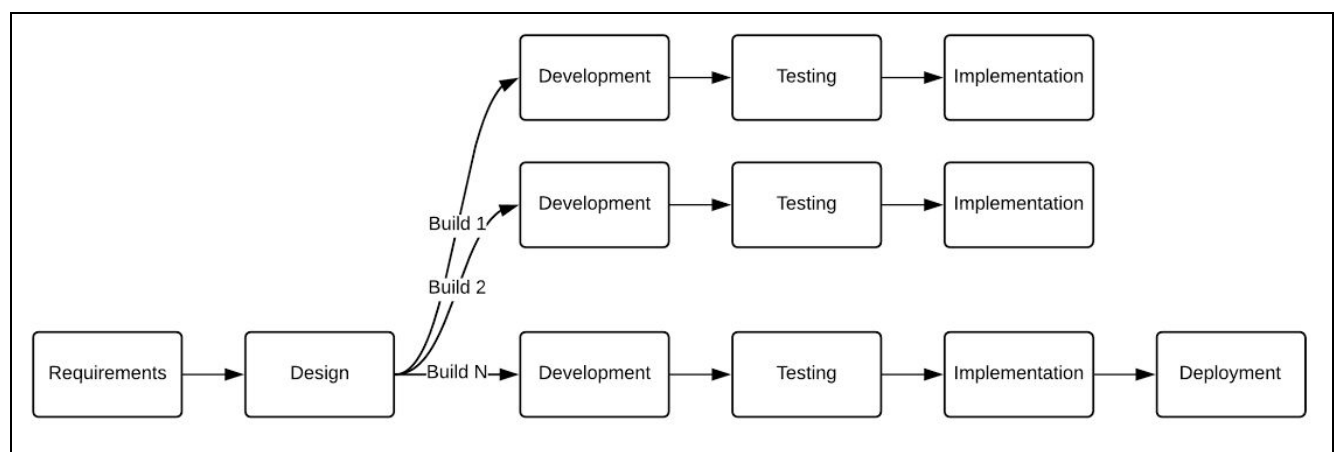 Development
Testing
Implementation
Development
Testing
Implementation
Build 1
Build 2
Requirements
Design
Build N
Development
Testing
Implementation
Deployment